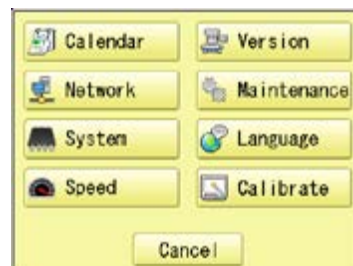 Calendar
Version
Network
Maintenance
System
Language
Speed
Calibrate
Cancel